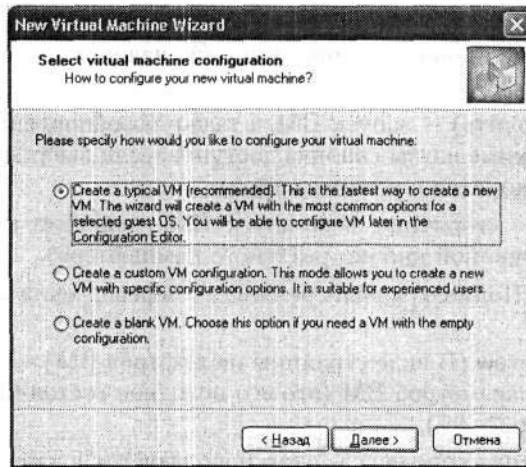 New Virtual Machine Wizard
Select virtual machine configuration
How to configure your new virtual machine?
Please specify how would you like to configure your virtual machine:
Create a typical VM (recommended). This is the fastest way to create a new
VM. The wizard will create a VM with the most common options for a
selected guest OS. You will be able to configure VM later in the
Configuration Editor.
Create a custom VM configuration. This mode allows you to create a new
VM with specific configuration options. It is suitable for experienced users.
Create a blank VM. Choose this option if you need a VM with the empty
configuration.
< Назад
Далее >
Отмена